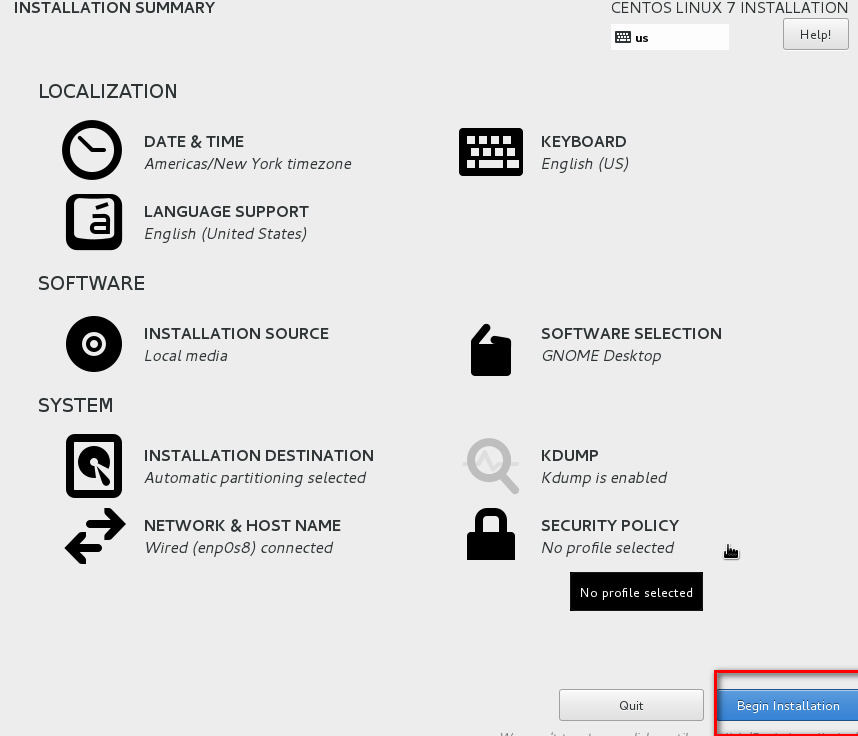 INSTALLATION SUMMARY
CENTOS LINUX 7 INSTALLATION
us
Help!
LOCALIZATION
DATE & TIME
Americas/New York timezone
KEYBOARD
English (US)
LANGUAGE SUPPORT
English (United States)
SOFTWARE
INSTALLATION SOURCE
Local media
SOFTWARE SELECTION
GNOME Desktop
SYSTEM
INSTALLATION DESTINATION
Automatic partitioning selected
KDUMP
Kdump is enabled
NETWORK & HOST NAME
Wired (enp0s8) connected
SECURITY POLICY
No profile selected
No profile selected
Quit
Begin Installation